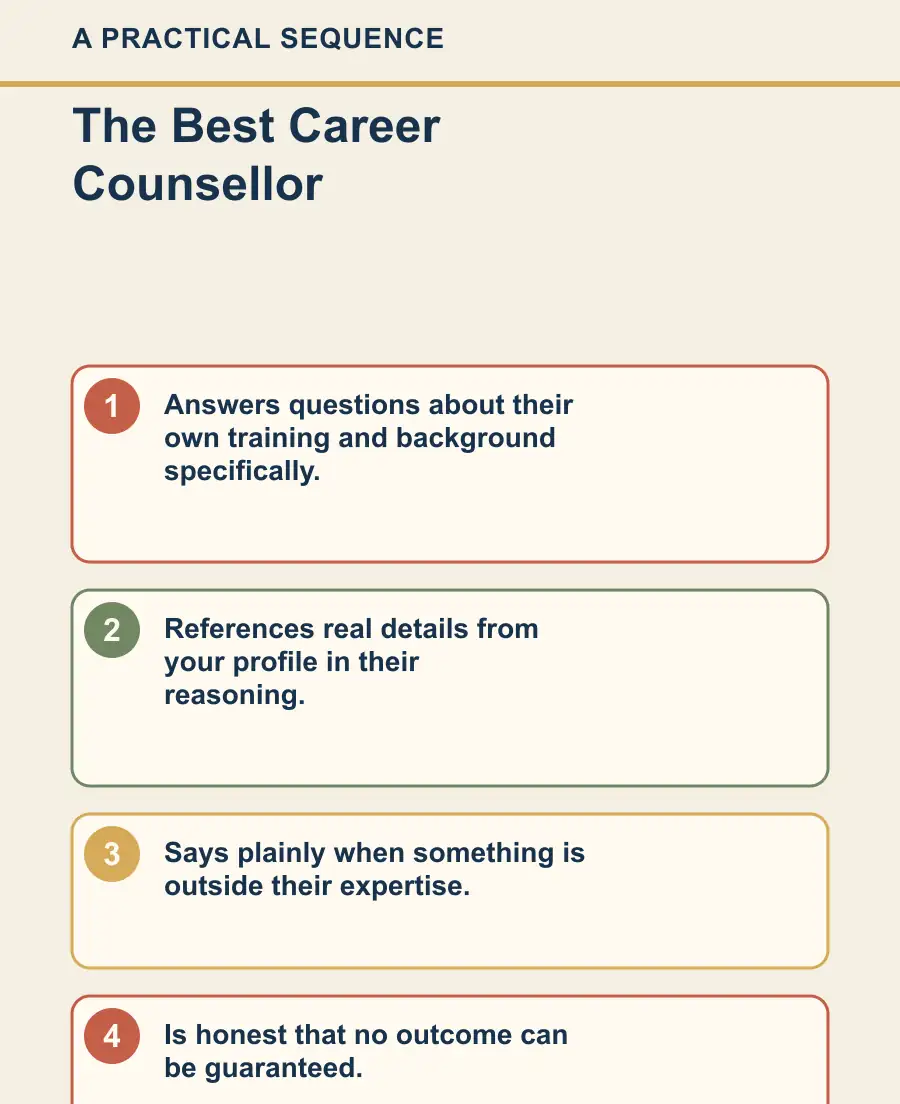 A PRACTICAL SEQUENCE
The Best Career
Counsellor
1
Answers questions about their
own training and background
specifically.
2
References real details from
your profile in their
reasoning.
3
Says plainly when something is
outside their expertise.
4
Is honest that no outcome can
be guaranteed.